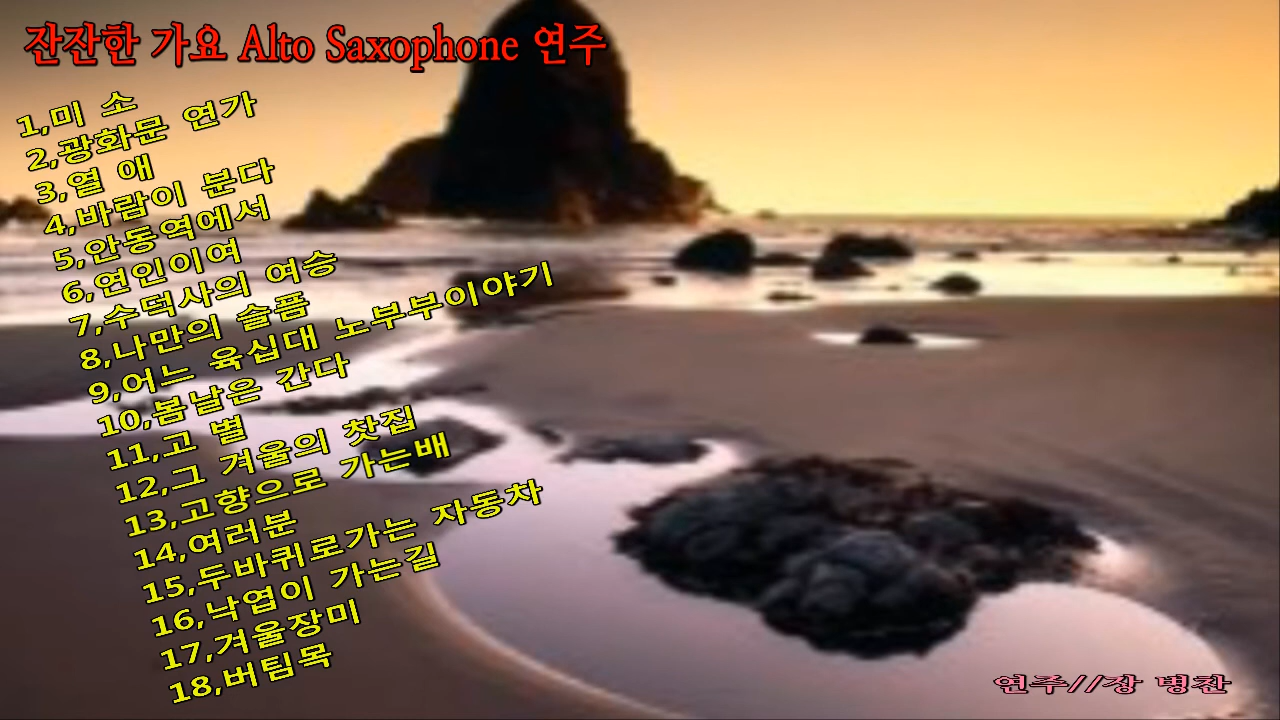 잔잔한 가요 Alto Saxophone 연주
1,미 소
2,광화문 연가
3,열 애
4,바람이 분다
5,안동역에서
6,연인이여
7,수덕사의 여승
8,나만의 슬픔
9,어느 육십대 노부부이야기
10,봄날은 간다
11,고 별
12,그 겨울의 찻집
13,고향으로 가는배
14,여러분
15,두바퀴로가는 자동차
16,낙엽이 가는길
17,겨울장미
18,버팀목
연주//장 병찬